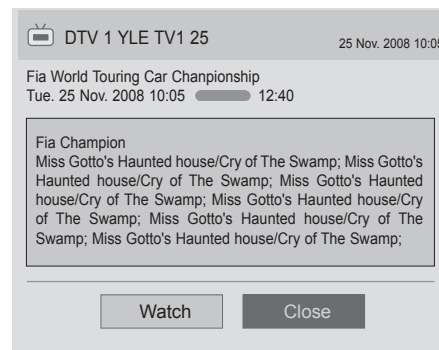 DTV 1 YLE TV1 25
25 Nov. 2008 10:05
Fia World Touring Car Chanpionship
Tue. 25 Nov. 2008 10:05 12:40
Fia Champion
Miss Gotto's Haunted house/Cry of The Swamp; Miss Gotto's
Haunted house/Cry of The Swamp; Miss Gotto's Haunted
house/Cry of The Swamp; Miss Gotto's Haunted house/Cry
of The Swamp; Miss Gotto's Haunted house/Cry of The
Swamp; Miss Gotto's Haunted house/Cry of The Swamp;
Watch
Close